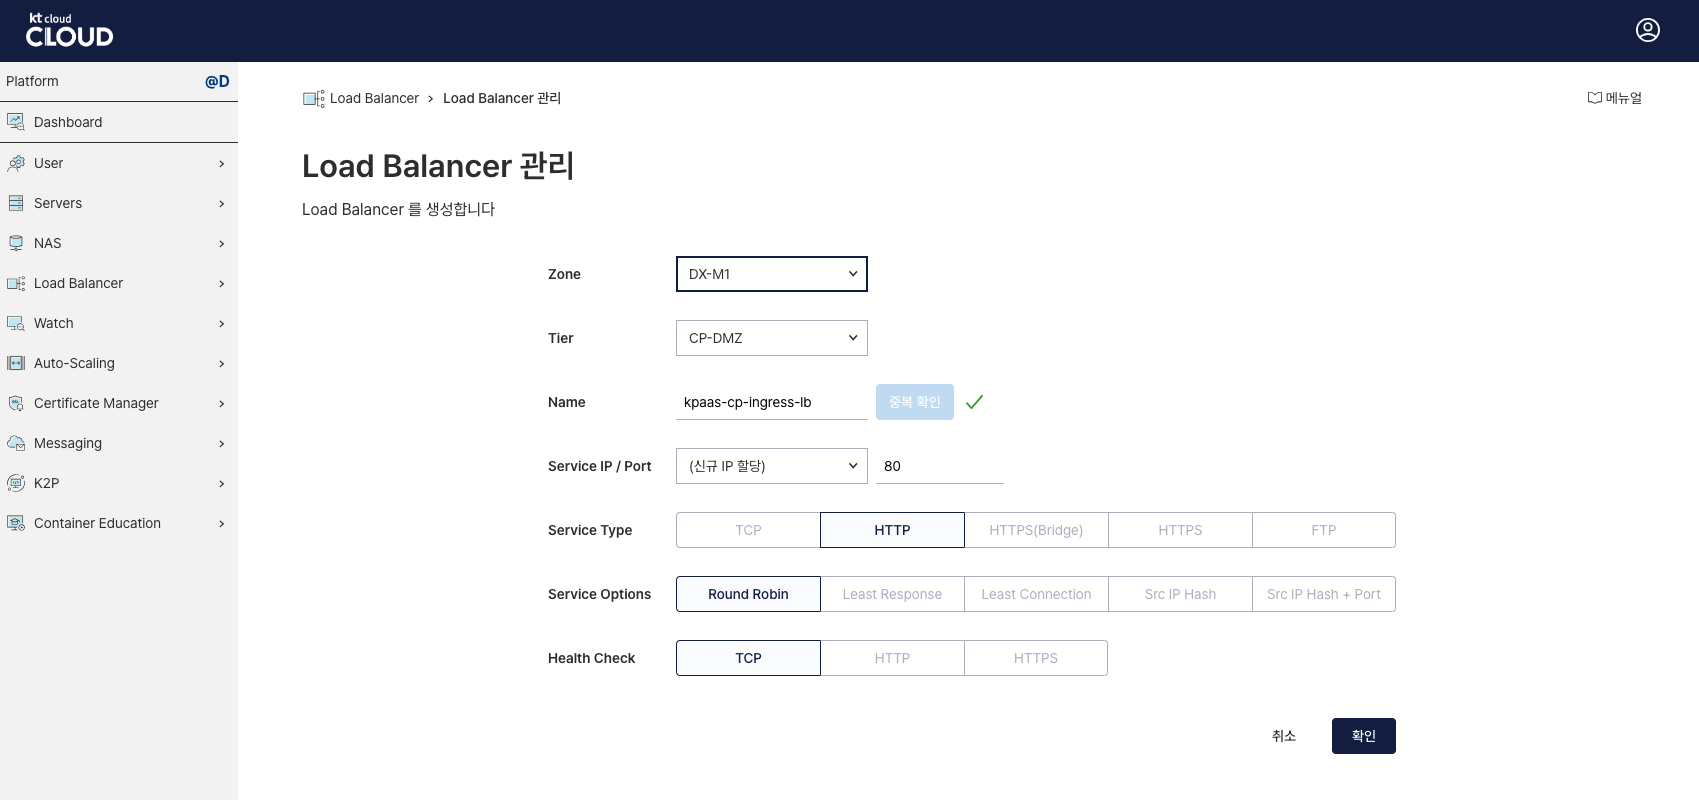 kt cloud
CLOUD
Platform @D
Dashboard
User
Servers
NAS
Load Balancer
Watch
Auto-Scaling
Certificate Manager
Messaging
K2P
Container Education
Load Balancer > Load Balancer 관리
메뉴얼
Load Balancer 관리
Load Balancer 를 생성합니다
Zone DX-M1
Tier CP-DMZ
Name kpaas-cp-ingress-lb 중복 확인
Service IP / Port (신규 IP 할당) 80
Service Type TCP HTTP HTTPS(Bridge) HTTPS FTP
Service Options Round Robin Least Response Least Connection Src IP Hash Src IP Hash + Port
Health Check TCP HTTP HTTPS
취소 확인